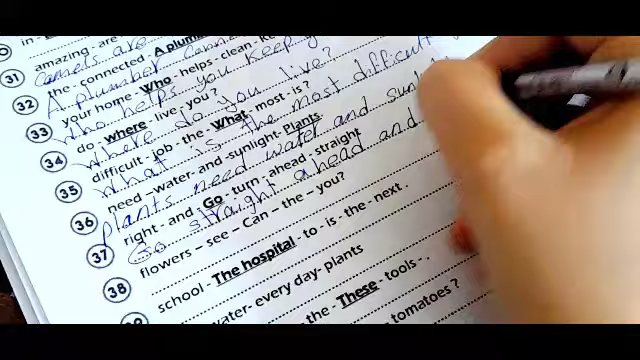 in -
31 amazing - are
camels are
the - connected - A plum
32 A plumber conn
your home - Who - helps - clean - ke
33 Who helps you keep y
do - where - live - you?
34 where do you live?
difficult - job - the - What - most - is?
35 What is the most difficult
need - water - and - sunlight - Plants
36 plants need water and sunl
right - and - Go - turn - ahead - straight
37 Go straight ahead and
flowers - see - Can - the - you?
38
school - The hospital - to - is - the - next.
water - every day - plants
the - These - tools - .
tomatoes?